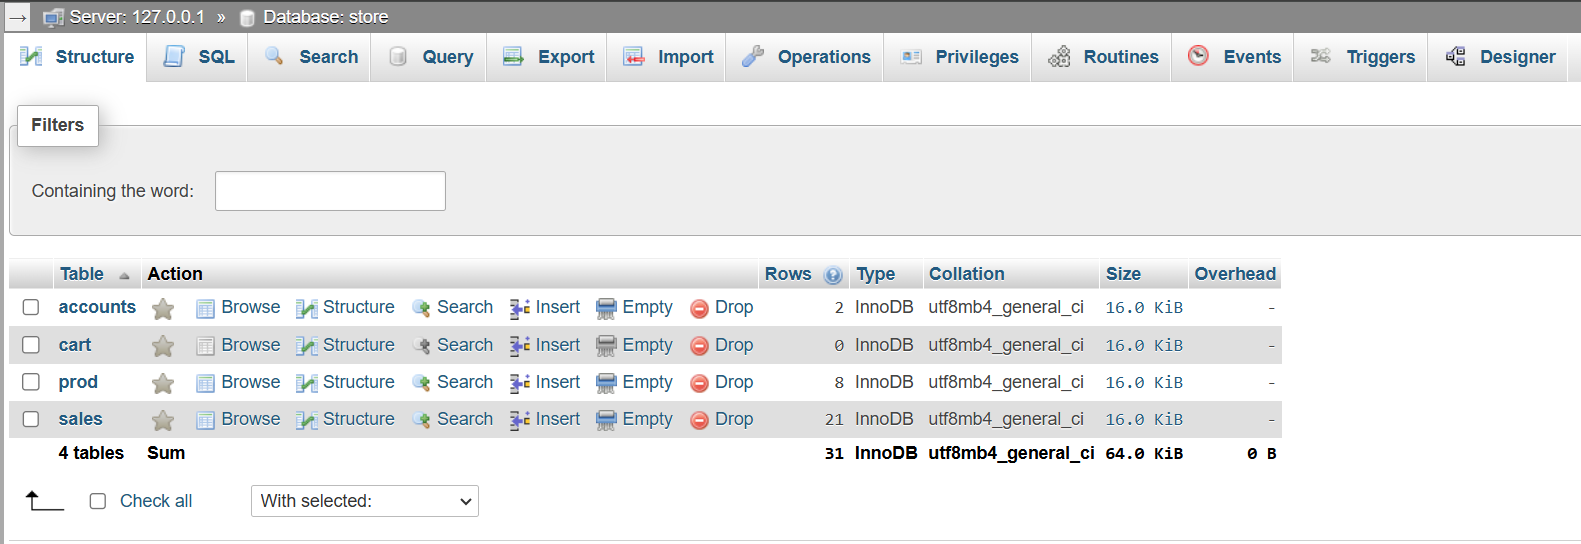 → Server: 127.0.0.1 » Database: store
Structure SQL Search Query Export Import Operations Privileges Routines Events Triggers Designer
Filters
Containing the word:
Table Action Rows Type Collation Size Overhead
accounts Browse Structure Search Insert Empty Drop 2 InnoDB utf8mb4_general_ci 16.0 KiB -
cart Browse Structure Search Insert Empty Drop 0 InnoDB utf8mb4_general_ci 16.0 KiB -
prod Browse Structure Search Insert Empty Drop 8 InnoDB utf8mb4_general_ci 16.0 KiB -
sales Browse Structure Search Insert Empty Drop 21 InnoDB utf8mb4_general_ci 16.0 KiB -
4 tables Sum 31 InnoDB utf8mb4_general_ci 64.0 KiB 0 B
Check all With selected: